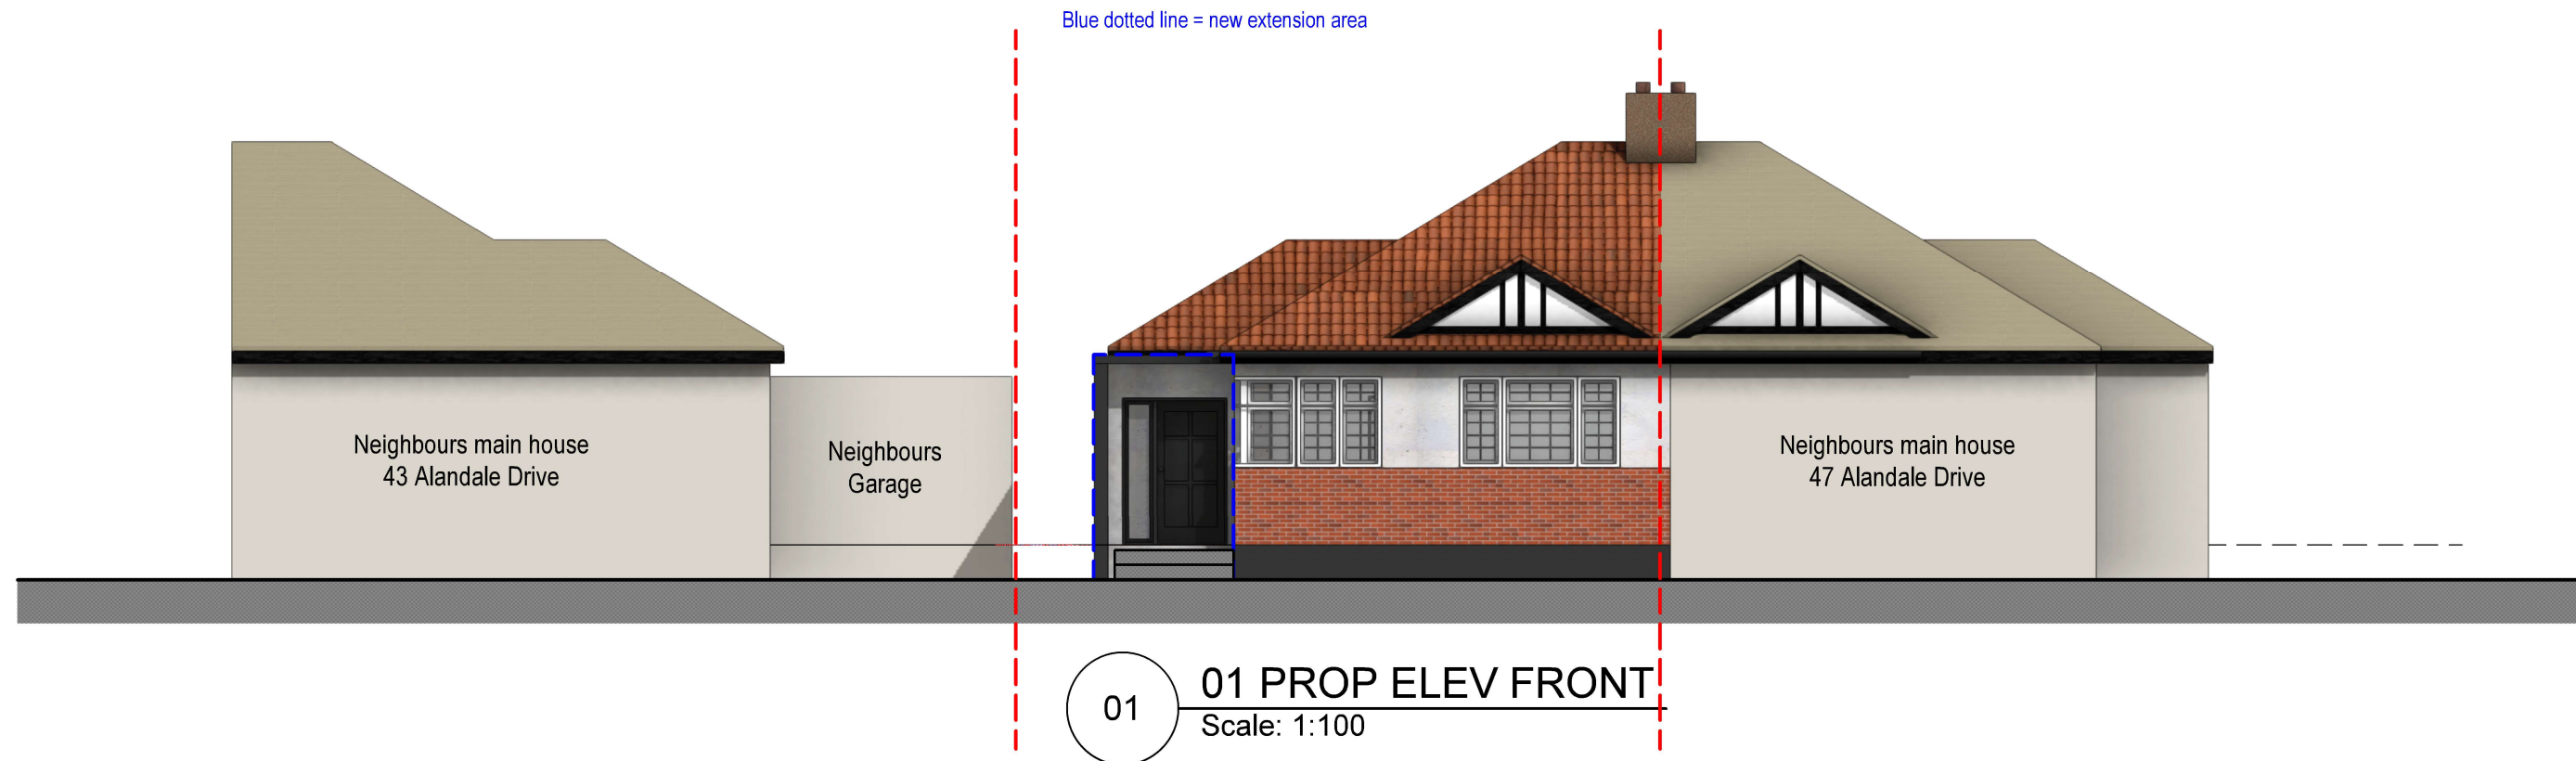 Blue dotted line = new extension area
Neighbours main house
43 Alandale Drive
Neighbours
Garage
Neighbours main house
47 Alandale Drive
01
01 PROP ELEV FRONT
Scale: 1:100